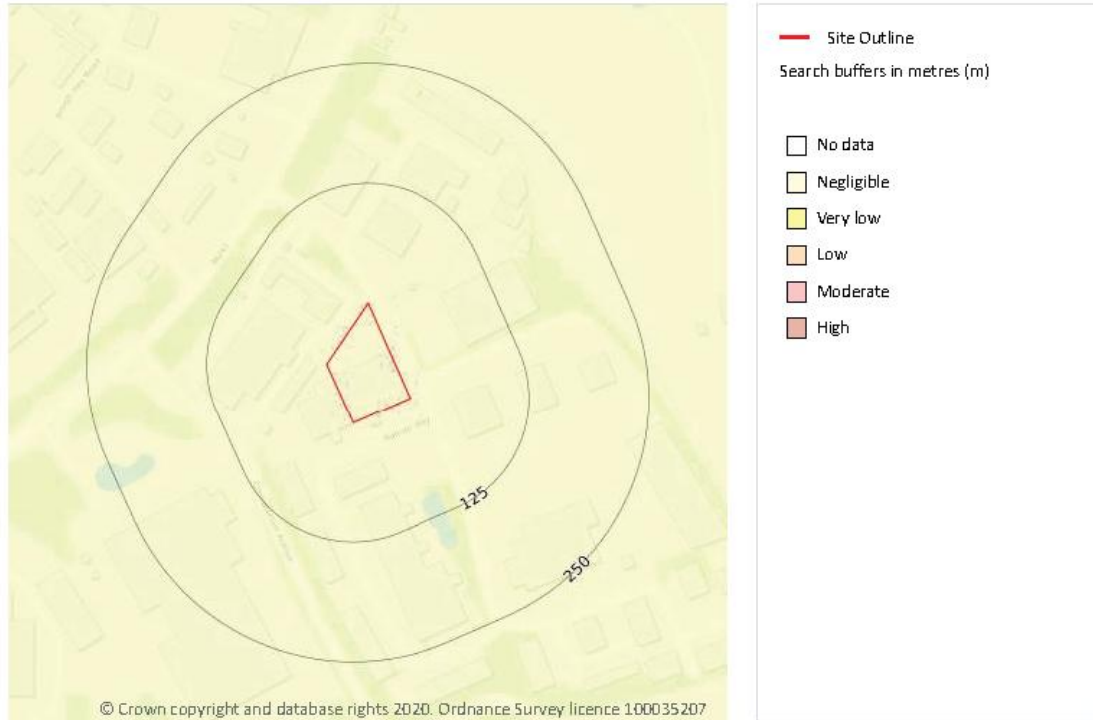 Site Outline
Search buffers in metres (m)
No data
Negligible
Very low
Low
Moderate
High
125
250
© Crown copyright and database rights 2020. Ordnance Survey licence 100035207